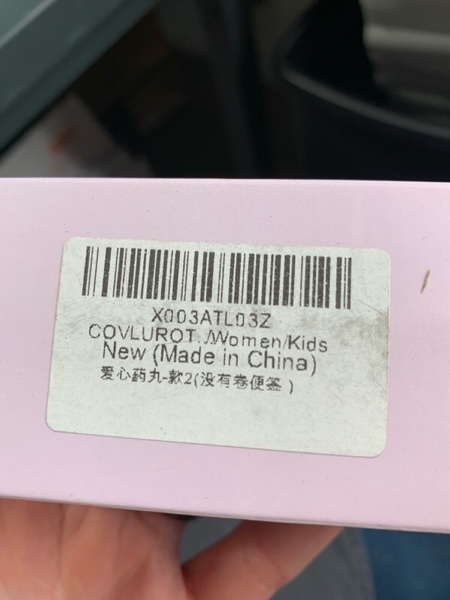 X003ATL03Z
COVLUROT./Women/Kids
New (Made in China)
爱心药丸-款2(没有卷便签)